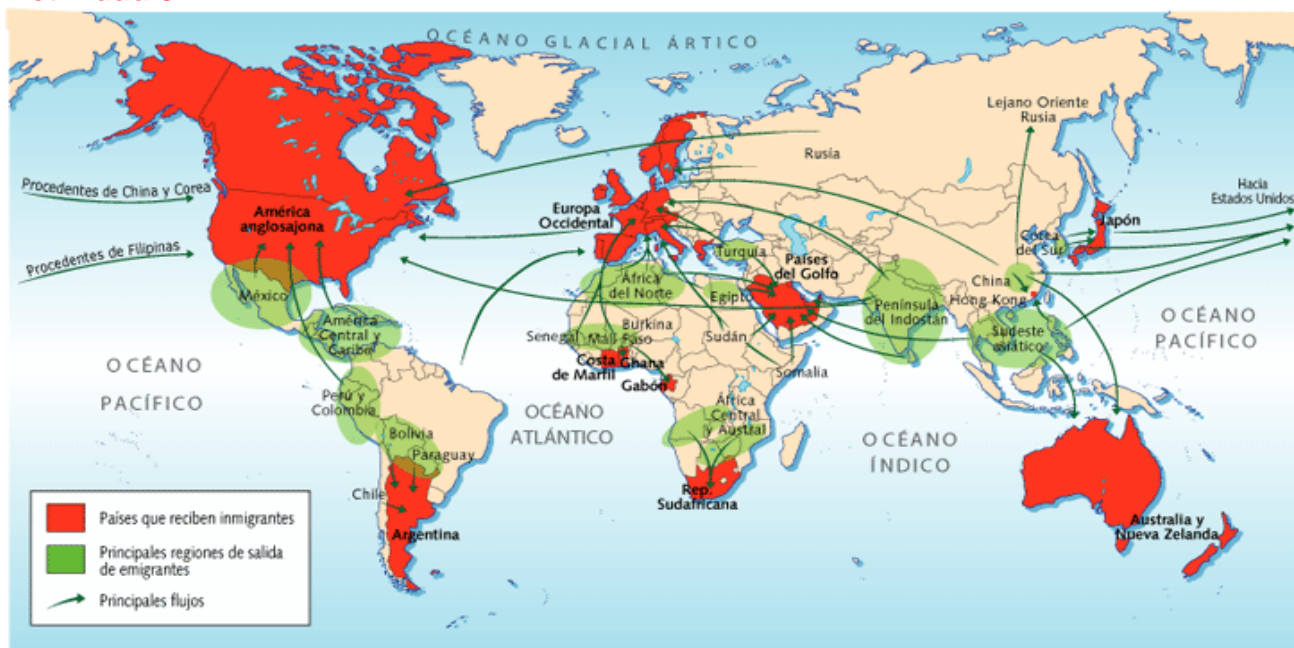 OCÉANO GLACIAL ÁRTICO
Lejano Oriente
Rusia
Rusia
Procedentes de China y Corea
Hacia
Estados Unidos
América
anglosajona
Europa
Occidental
Japón
Corea
del Sur
Turquía
Procedentes de Filipinas
Países
del Golfo
China
México
África
del Norte
Egipto
Hong Kong
Península
del Indostán
América
Central y
Caribe
Senegal
Malí
Burkina
Faso
Sudán
Sudeste
asiático
OCÉANO
PACÍFICO
Costa
de Marfil
Ghana
Gabón
Somalia
OCÉANO
PACÍFICO
Perú y
Colombia
OCÉANO
ATLÁNTICO
África
Central
y Austral
Bolivia
Paraguay
OCÉANO
ÍNDICO
Chile
Rep.
Sudafricana
Argentina
Australia y
Nueva Zelanda
Países que reciben inmigrantes
Principales regiones de salida
de emigrantes
Principales flujos